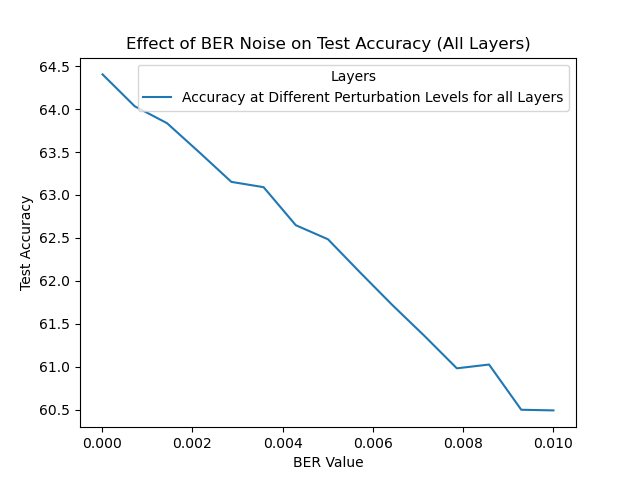 Effect of BER Noise on Test Accuracy (All Layers)
Layers
Accuracy at Different Perturbation Levels for all Layers
64.5
64.0
63.5
63.0
62.5
62.0
61.5
61.0
60.5
Test Accuracy
0.000 0.002 0.004 0.006 0.008 0.010
BER Value